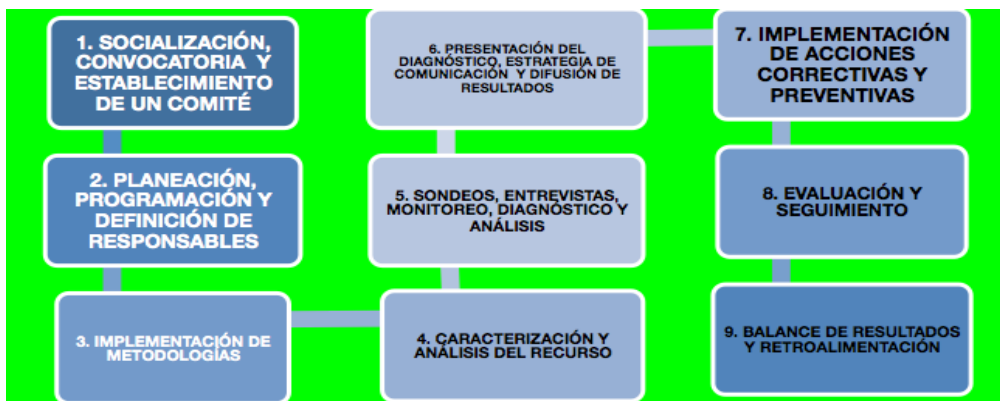 1. SOCIALIZACIÓN,
CONVOCATORIA Y
ESTABLECIMIENTO
DE UN COMITÉ
2. PLANEACIÓN,
PROGRAMACIÓN Y
DEFINICIÓN DE
RESPONSABLES
3. IMPLEMENTACIÓN DE
METODOLOGÍAS
4. CARACTERIZACIÓN Y
ANÁLISIS DEL RECURSO
5. SONDEOS, ENTREVISTAS,
MONITOREO, DIAGNÓSTICO Y
ANÁLISIS
6. PRESENTACIÓN DEL
DIAGNÓSTICO, ESTRATEGIA DE
COMUNICACIÓN Y DIFUSIÓN DE
RESULTADOS
7. IMPLEMENTACIÓN
DE ACCIONES
CORRECTIVAS Y
PREVENTIVAS
8. EVALUACIÓN Y
SEGUIMIENTO
9. BALANCE DE RESULTADOS
Y RETROALIMENTACIÓN